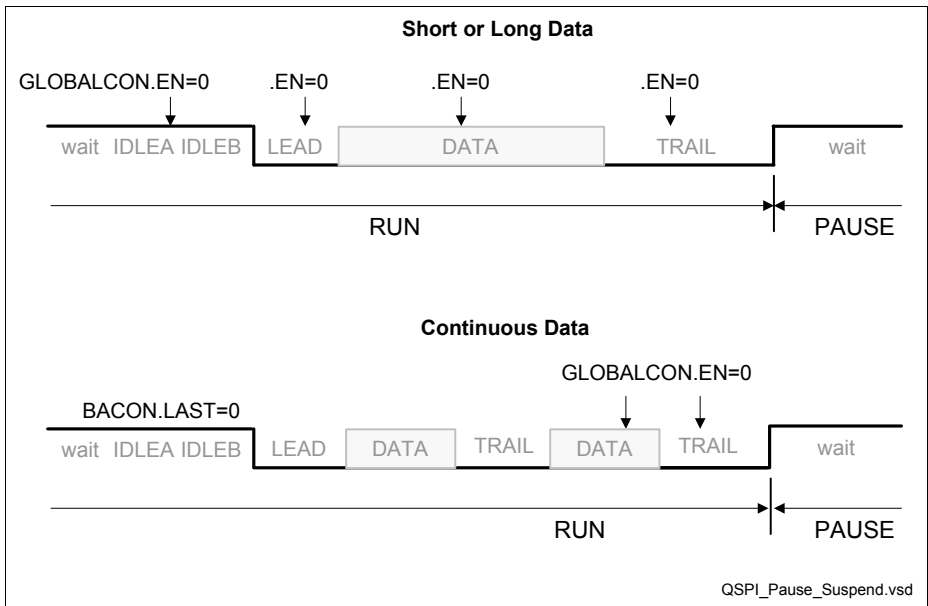 Short or Long Data
GLOBALCON.EN=0 .EN=0 .EN=0 .EN=0
wait IDLEA IDLEB LEAD DATA TRAIL wait
RUN PAUSE
Continuous Data
GLOBALCON.EN=0
BACON.LAST=0
wait IDLEA IDLEB LEAD DATA TRAIL DATA TRAIL wait
RUN PAUSE
QSPI_Pause_Suspend.vsd